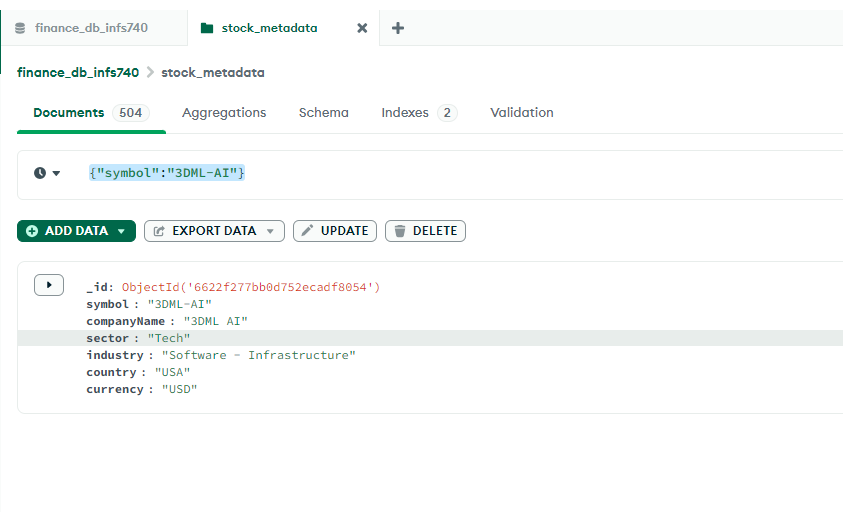 finance_db_infs740 stock_metadata
finance_db_infs740 > stock_metadata
Documents 504 Aggregations Schema Indexes 2 Validation
{"symbol":"3DML-AI"}
ADD DATA EXPORT DATA UPDATE DELETE
_id: ObjectId('6622f277bb0d752ecadf8054')
symbol : "3DML-AI"
companyName : "3DML AI"
sector : "Tech"
industry : "Software - Infrastructure"
country : "USA"
currency : "USD"